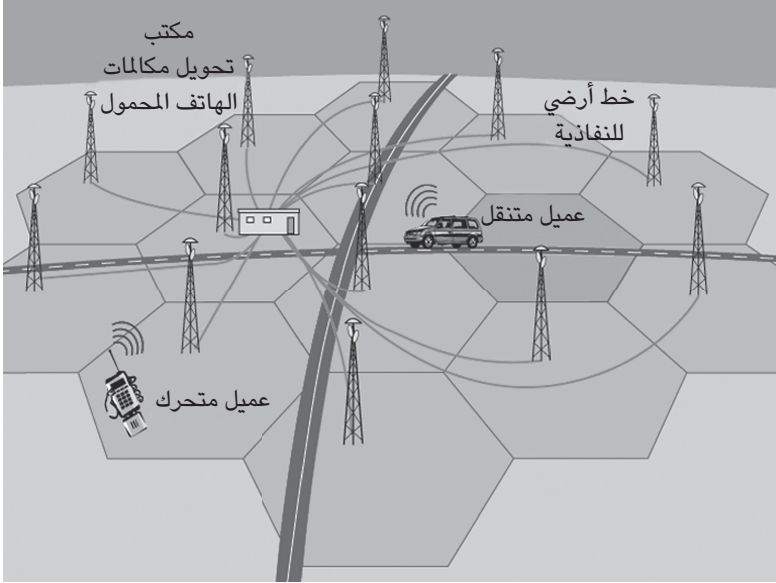 مكتب
تحويل مكالمات
الهاتف المحمول
خط أرضي
للنفاذية
عميل متنقل
عميل متحرك